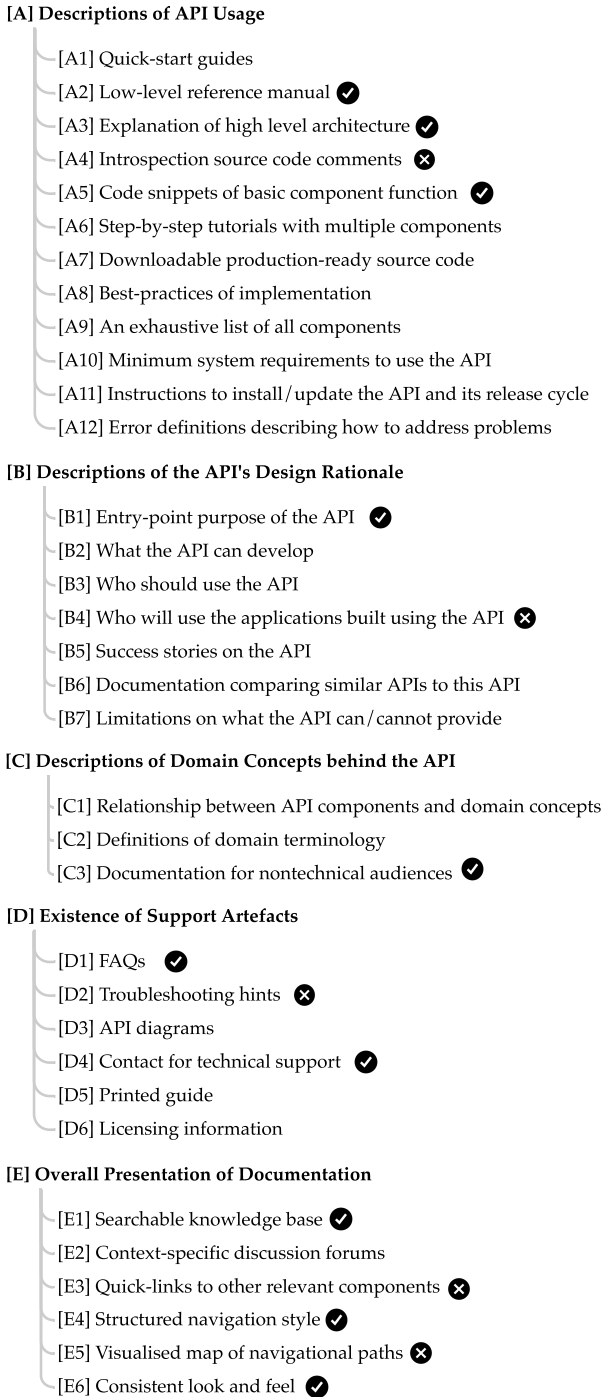 [A] Descriptions of API Usage
[A1] Quick-start guides
[A2] Low-level reference manual
[A3] Explanation of high level architecture
[A4] Introspection source code comments
[A5] Code snippets of basic component function
[A6] Step-by-step tutorials with multiple components
[A7] Downloadable production-ready source code
[A8] Best-practices of implementation
[A9] An exhaustive list of all components
[A10] Minimum system requirements to use the API
[A11] Instructions to install/update the API and its release cycle
[A12] Error definitions describing how to address problems
[B] Descriptions of the API's Design Rationale
[B1] Entry-point purpose of the API
[B2] What the API can develop
[B3] Who should use the API
[B4] Who will use the applications built using the API
[B5] Success stories on the API
[B6] Documentation comparing similar APIs to this API
[B7] Limitations on what the API can/cannot provide
[C] Descriptions of Domain Concepts behind the API
[C1] Relationship between API components and domain concepts
[C2] Definitions of domain terminology
[C3] Documentation for nontechnical audiences
[D] Existence of Support Artefacts
[D1] FAQs
[D2] Troubleshooting hints
[D3] API diagrams
[D4] Contact for technical support
[D5] Printed guide
[D6] Licensing information
[E] Overall Presentation of Documentation
[E1] Searchable knowledge base
[E2] Context-specific discussion forums
[E3] Quick-links to other relevant components
[E4] Structured navigation style
[E5] Visualised map of navigational paths
[E6] Consistent look and feel